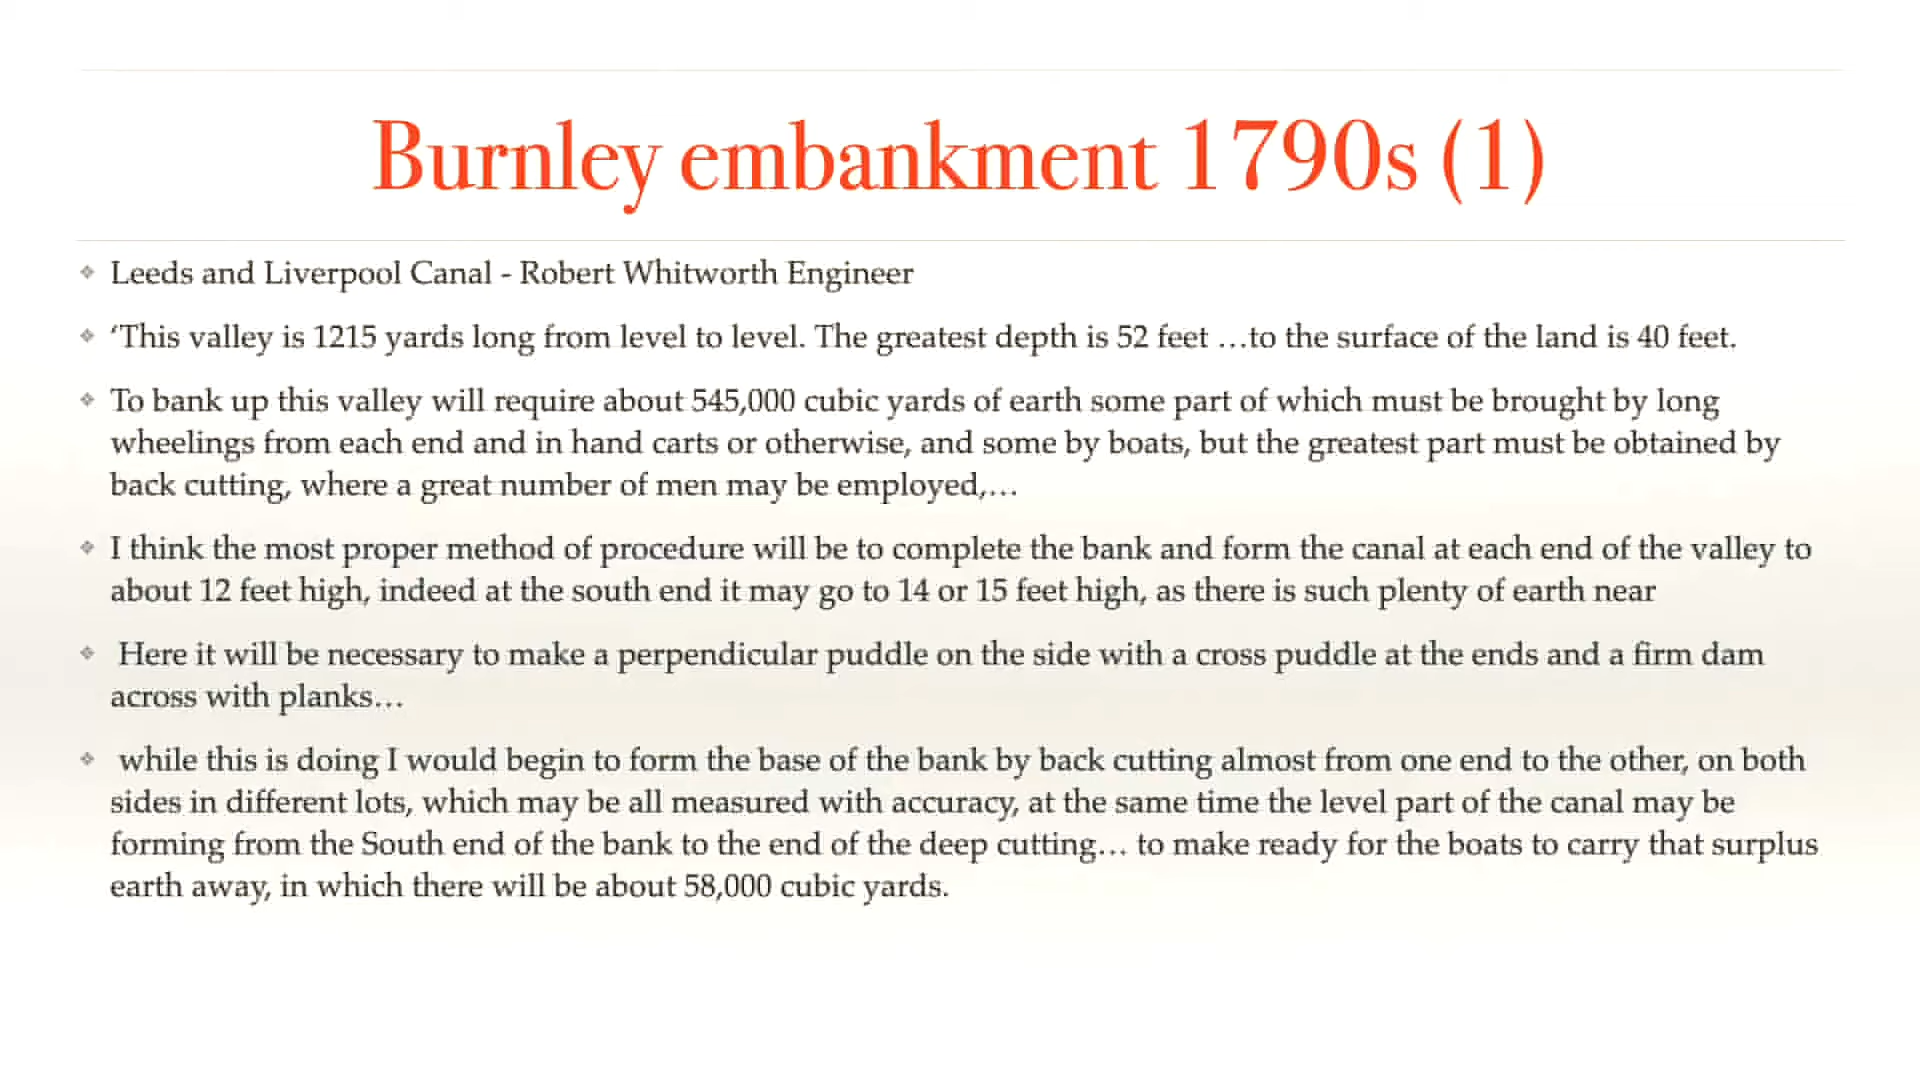 Burnley embankment 1790s (1)
❖ Leeds and Liverpool Canal - Robert Whitworth Engineer
❖ ‘This valley is 1215 yards long from level to level. The greatest depth is 52 feet …to the surface of the land is 40 feet.
❖ To bank up this valley will require about 545,000 cubic yards of earth some part of which must be brought by long
wheelings from each end and in hand carts or otherwise, and some by boats, but the greatest part must be obtained by
back cutting, where a great number of men may be employed,…
❖ I think the most proper method of procedure will be to complete the bank and form the canal at each end of the valley to
about 12 feet high, indeed at the south end it may go to 14 or 15 feet high, as there is such plenty of earth near
❖ Here it will be necessary to make a perpendicular puddle on the side with a cross puddle at the ends and a firm dam
across with planks…
❖ while this is doing I would begin to form the base of the bank by back cutting almost from one end to the other, on both
sides in different lots, which may be all measured with accuracy, at the same time the level part of the canal may be
forming from the South end of the bank to the end of the deep cutting… to make ready for the boats to carry that surplus
earth away, in which there will be about 58,000 cubic yards.